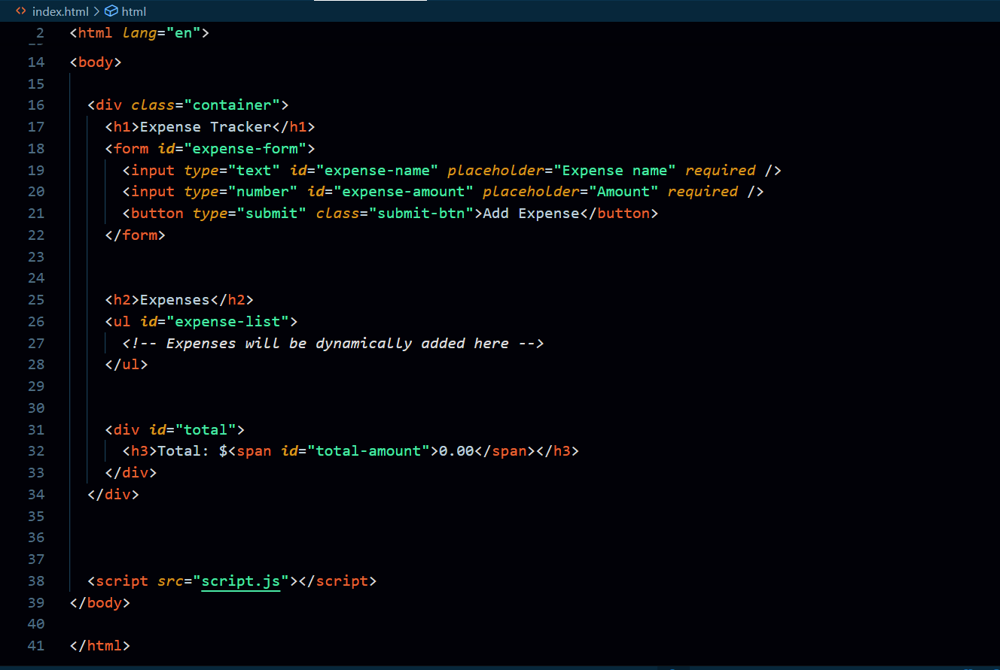 index.html > html
2 <html lang="en">
14 <body>
15
16 <div class="container">
17 <h1>Expense Tracker</h1>
18 <form id="expense-form">
19 <input type="text" id="expense-name" placeholder="Expense name" required />
20 <input type="number" id="expense-amount" placeholder="Amount" required />
21 <button type="submit" class="submit-btn">Add Expense</button>
22 </form>
23
24
25 <h2>Expenses</h2>
26 <ul id="expense-list">
27 <!-- Expenses will be dynamically added here -->
28 </ul>
29
30
31 <div id="total">
32 <h3>Total: $<span id="total-amount">0.00</span></h3>
33 </div>
34 </div>
35
36
37
38 <script src="script.js"></script>
39 </body>
40
41 </html>